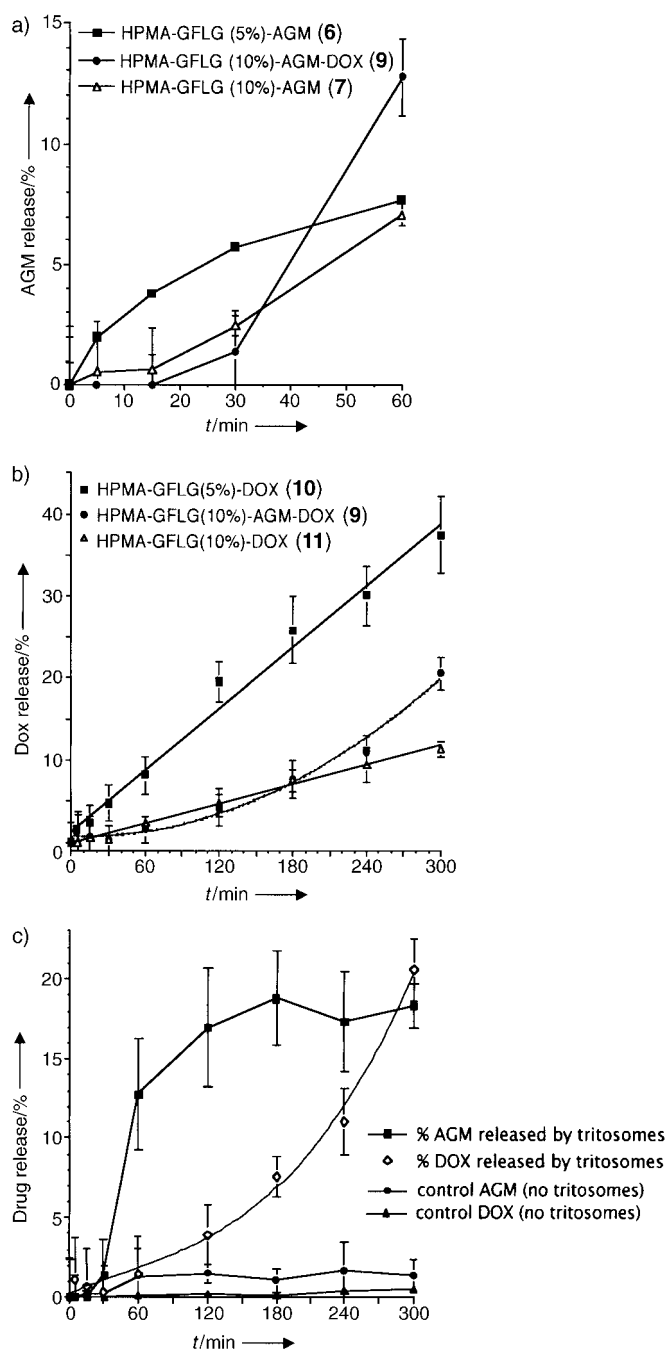 a)
15
10
5
0
AGM release/%
HPMA-GFLG (5%)-AGM (6)
HPMA-GFLG (10%)-AGM-DOX (9)
HPMA-GFLG (10%)-AGM (7)
0 10 20 30 40 50 60
t/min
b)
40
30
20
10
0
Dox release/%
HPMA-GFLG(5%)-DOX (10)
HPMA-GFLG(10%)-AGM-DOX (9)
HPMA-GFLG(10%)-DOX (11)
0 60 120 180 240 300
t/min
c)
20
15
10
5
0
Drug release/%
% AGM released by tritosomes
% DOX released by tritosomes
control AGM (no tritosomes)
control DOX (no tritosomes)
0 60 120 180 240 300
t/min